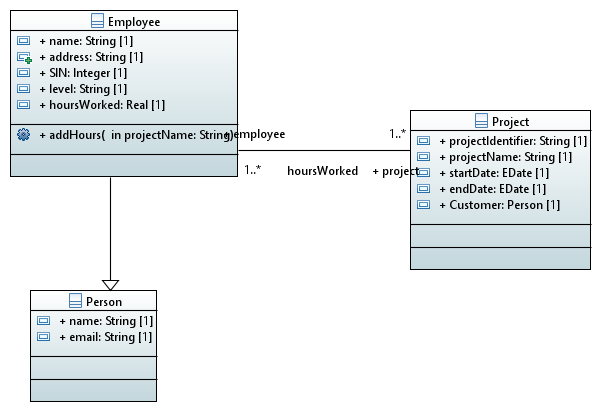 Employee
+ name: String [1]
+ address: String [1]
+ SIN: Integer [1]
+ level: String [1]
+ hoursWorked: Real [1]
+ addHours( in projectName: String)
+ employee
1..*
1..*
hoursWorked
+ project
Project
+ projectIdentifier: String [1]
+ projectName: String [1]
+ startDate: EDate [1]
+ endDate: EDate [1]
+ Customer: Person [1]
Person
+ name: String [1]
+ email: String [1]